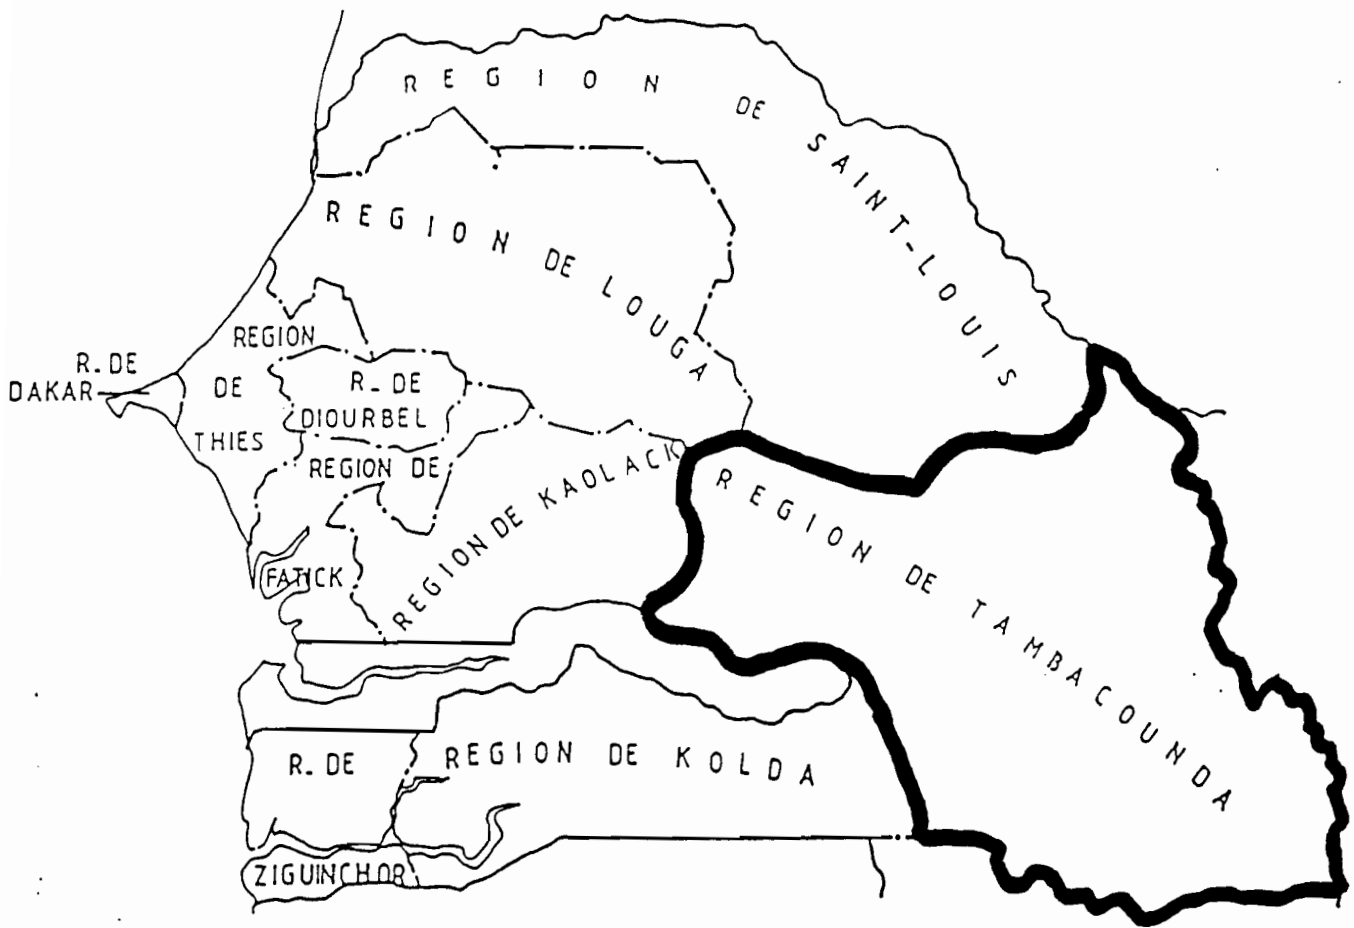 REGION DE SAINT-LOUIS
REGION DE LOUGA
REGION
DE
THIES
R. DE
DAKAR
R. DE
DIOURBEL
REGION DE
FATICK
REGION DE KAOLACK
REGION DE TAMBACOUNDA
REGION DE KOLDA
R. DE
ZIGUINCHOR